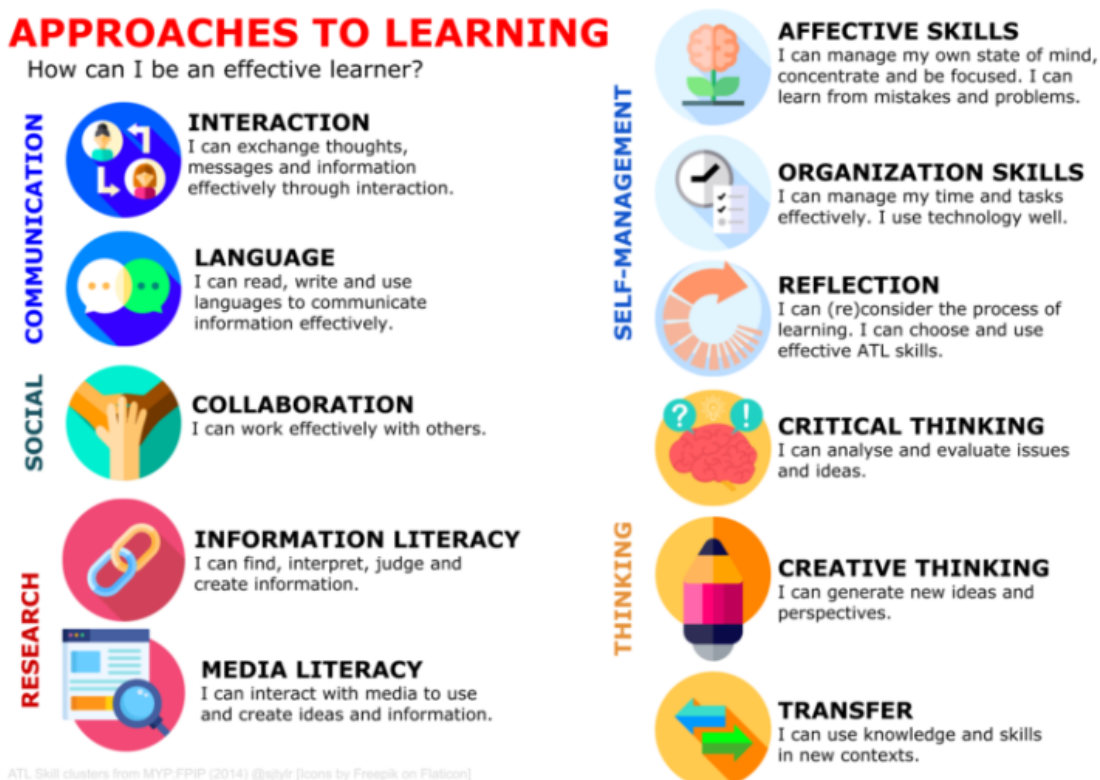 APPROACHES TO LEARNING
How can I be an effective learner?
COMMUNICATION
INTERACTION
I can exchange thoughts,
messages and information
effectively through interaction.
LANGUAGE
I can read, write and use
languages to communicate
information effectively.
SOCIAL
COLLABORATION
I can work effectively with others.
RESEARCH
INFORMATION LITERACY
I can find, interpret, judge and
create information.
MEDIA LITERACY
I can interact with media to use
and create ideas and information.
ATL Skill clusters from MYP:FPIP (2014) @sjtylr [Icons by Freepik on Flaticon]
SELF-MANAGEMENT
AFFECTIVE SKILLS
I can manage my own state of mind,
concentrate and be focused. I can
learn from mistakes and problems.
ORGANIZATION SKILLS
I can manage my time and tasks
effectively. I use technology well.
REFLECTION
I can (re)consider the process of
learning. I can choose and use
effective ATL skills.
THINKING
?
!
CRITICAL THINKING
I can analyse and evaluate issues
and ideas.
CREATIVE THINKING
I can generate new ideas and
perspectives.
TRANSFER
I can use knowledge and skills
in new contexts.